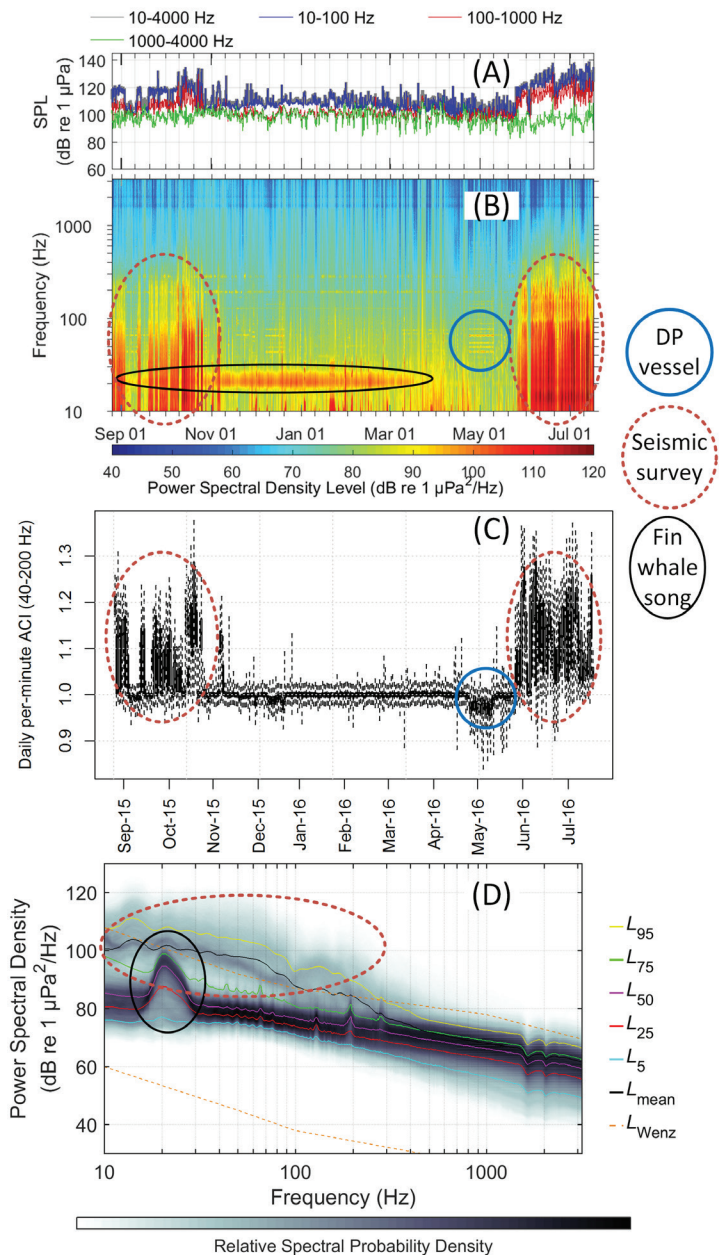 10-4000 Hz 10-100 Hz 100-1000 Hz
1000-4000 Hz
(A)
140
120
100
80
60
SPL
(dB re 1 µPa)
(B)
1000
100
10
Frequency (Hz)
Sep 01 Nov 01 Jan 01 Mar 01 May 01 Jul 01
40 50 60 70 80 90 100 110 120
Power Spectral Density Level (dB re 1 µPa²/Hz)
DP
vessel
Seismic
survey
Fin
whale
song
(C)
1.3
1.2
1.1
1.0
0.9
Daily per-minute ACI (40-200 Hz)
Sep-15 Oct-15 Nov-15 Dec-15 Jan-16 Feb-16 Mar-16 Apr-16 May-16 Jun-16 Jul-16
(D)
120
100
80
60
40
Power Spectral Density
(dB re 1 µPa²/Hz)
10 100 1000
Frequency (Hz)
L95
L75
L50
L25
L5
Lmean
LWenz
Relative Spectral Probability Density